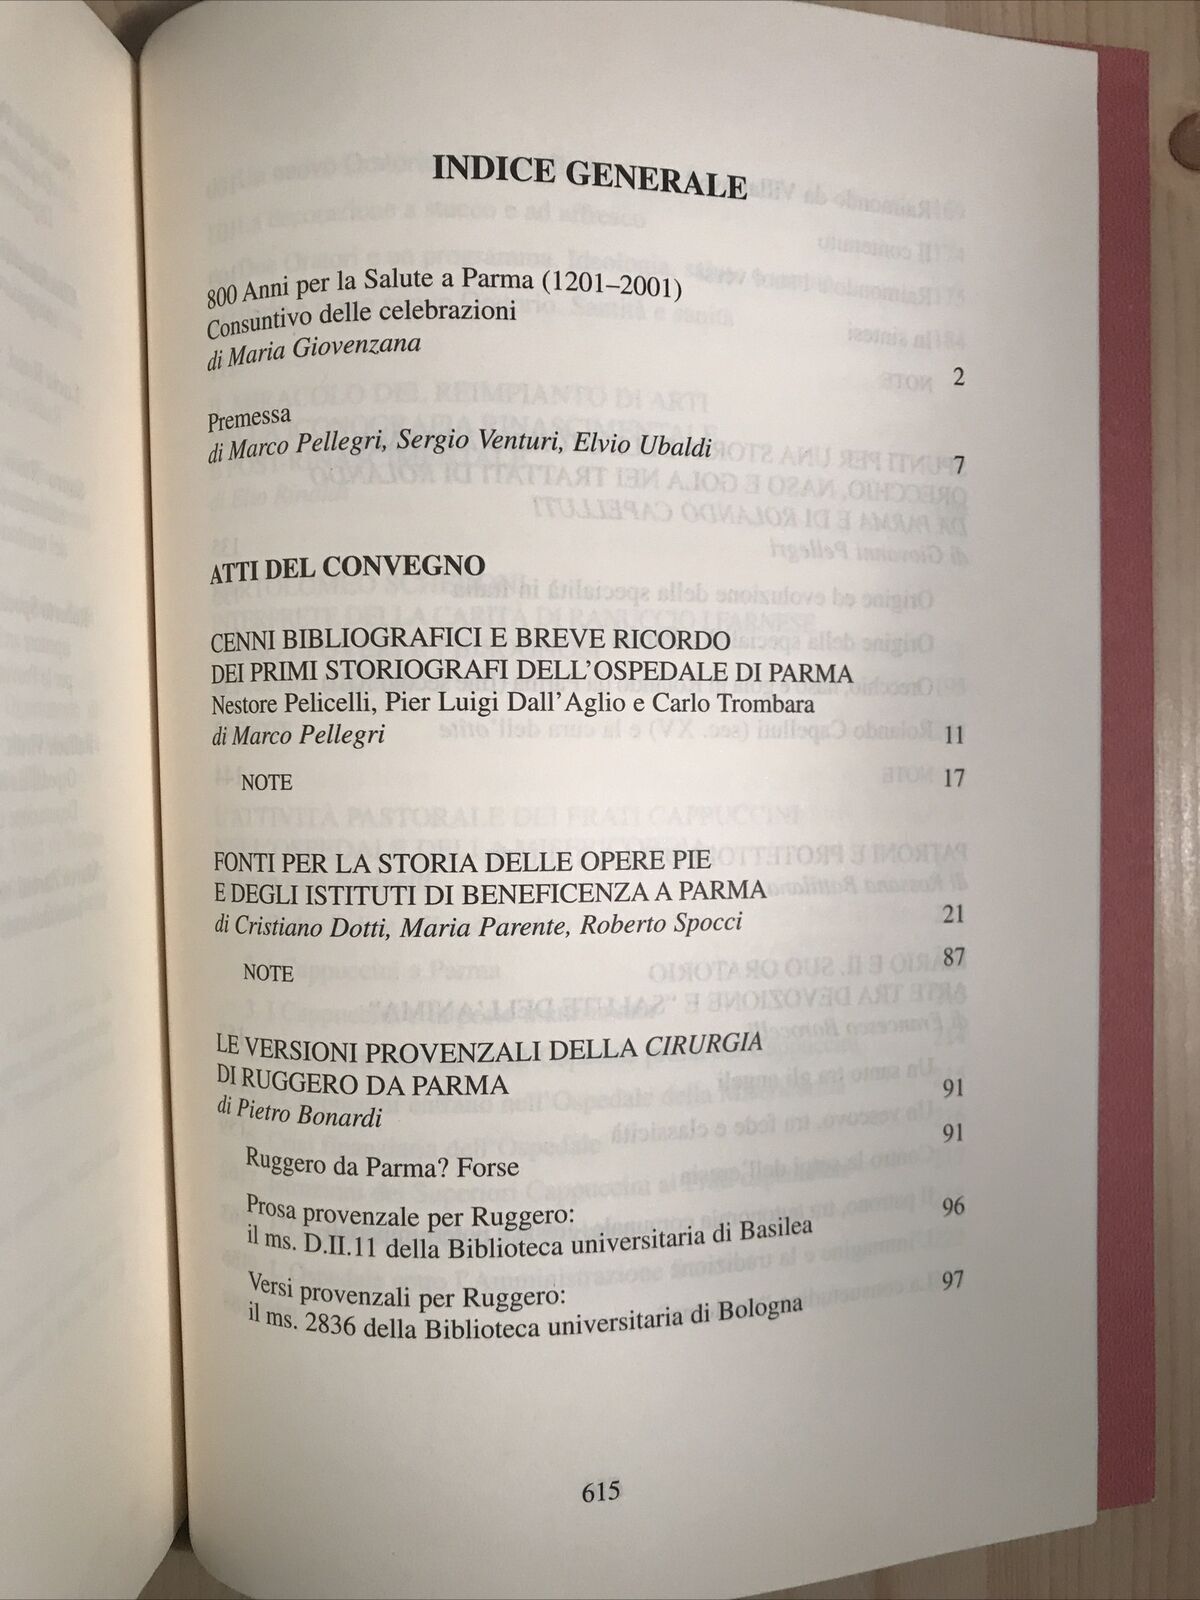 INDICE GENERALE
800 Anni per la Salute a Parma (1201–2001)
Consuntivo delle celebrazioni
di Maria Giovenzana 2
Premessa
di Marco Pellegri, Sergio Venturi, Elvio Ubaldi 7
ATTI DEL CONVEGNO
CENNI BIBLIOGRAFICI E BREVE RICORDO
DEI PRIMI STORIOGRAFI DELL'OSPEDALE DI PARMA
Nestore Pelicelli, Pier Luigi Dall'Aglio e Carlo Trombara
di Marco Pellegri 11
NOTE 17
FONTI PER LA STORIA DELLE OPERE PIE
E DEGLI ISTITUTI DI BENEFICENZA A PARMA
di Cristiano Dotti, Maria Parente, Roberto Spocci 21
NOTE 87
LE VERSIONI PROVENZALI DELLA CIRURGIA
DI RUGGERO DA PARMA
di Pietro Bonardi 91
Ruggero da Parma? Forse 91
Prosa provenzale per Ruggero:
il ms. D.II.11 della Biblioteca universitaria di Basilea 96
Versi provenzali per Ruggero:
il ms. 2836 della Biblioteca universitaria di Bologna 97
615